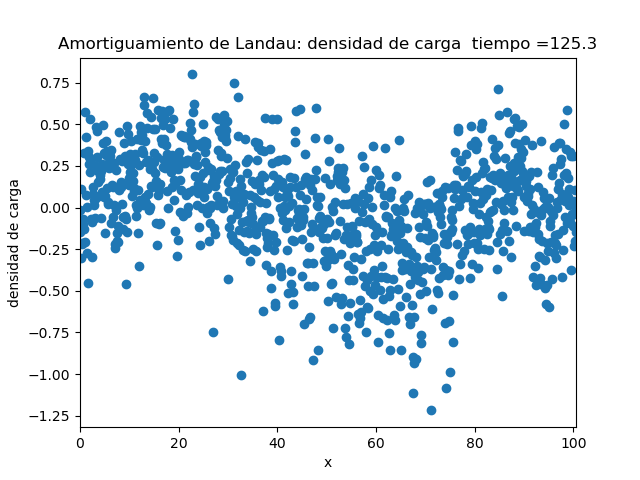 Amortiguamiento de Landau: densidad de carga  tiempo =125.3
0.75
0.50
0.25
0.00
−0.25
−0.50
−0.75
−1.00
−1.25
densidad de carga
0 20 40 60 80 100
x